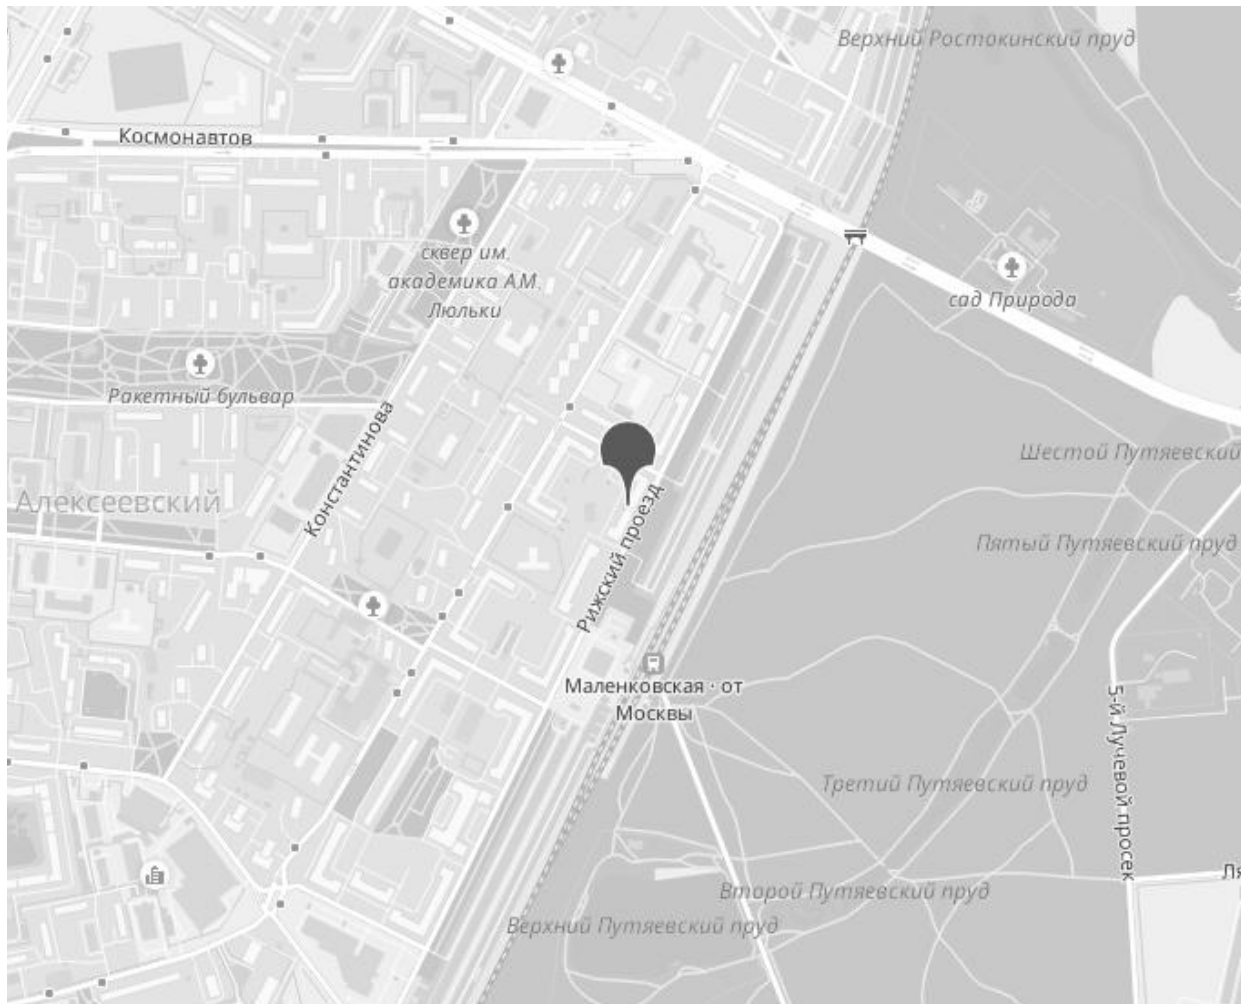 Верхний Ростокинский пруд
Космонавтов
сквер им.
академика А.М.
Люльки
сад Природа
Ракетный бульвар
Константинова
Алексеевский
Шестой Путяевский
Пятый Путяевский пруд
Рижский проезд
Маленковская · от
Москвы
5-й Лучевой просек
Третий Путяевский пруд
Второй Путяевский пруд
Верхний Путяевский пруд